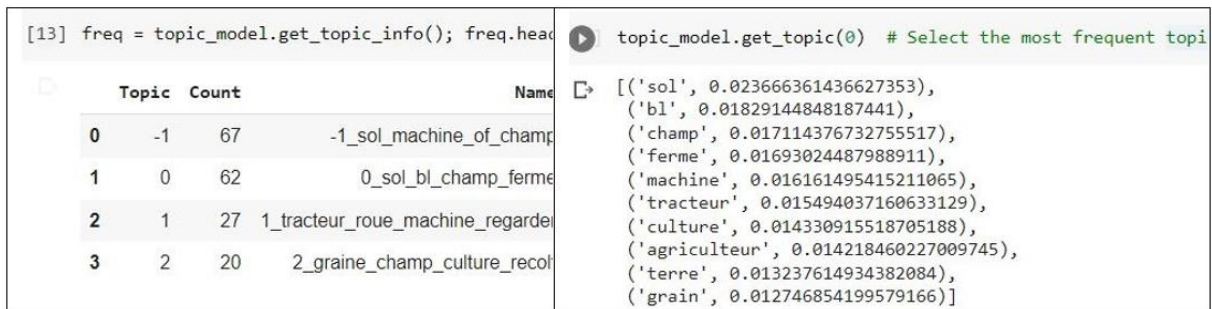 [13] freq = topic_model.get_topic_info(); freq.head
Topic Count Name
0 -1 67 -1_sol_machine_of_champ
1 0 62 0_sol_bl_champ_ferme
2 1 27 1_tracteur_roue_machine_regarder
3 2 20 2_graine_champ_culture_recolt
topic_model.get_topic(0) # Select the most frequent topi
[('sol', 0.023666361436627353),
('bl', 0.01829144848187441),
('champ', 0.017114376732755517),
('ferme', 0.01693024487988911),
('machine', 0.016161495415211065),
('tracteur', 0.015494037160633129),
('culture', 0.014330915518705188),
('agriculteur', 0.014218460227009745),
('terre', 0.013237614934382084),
('grain', 0.012746854199579166)]